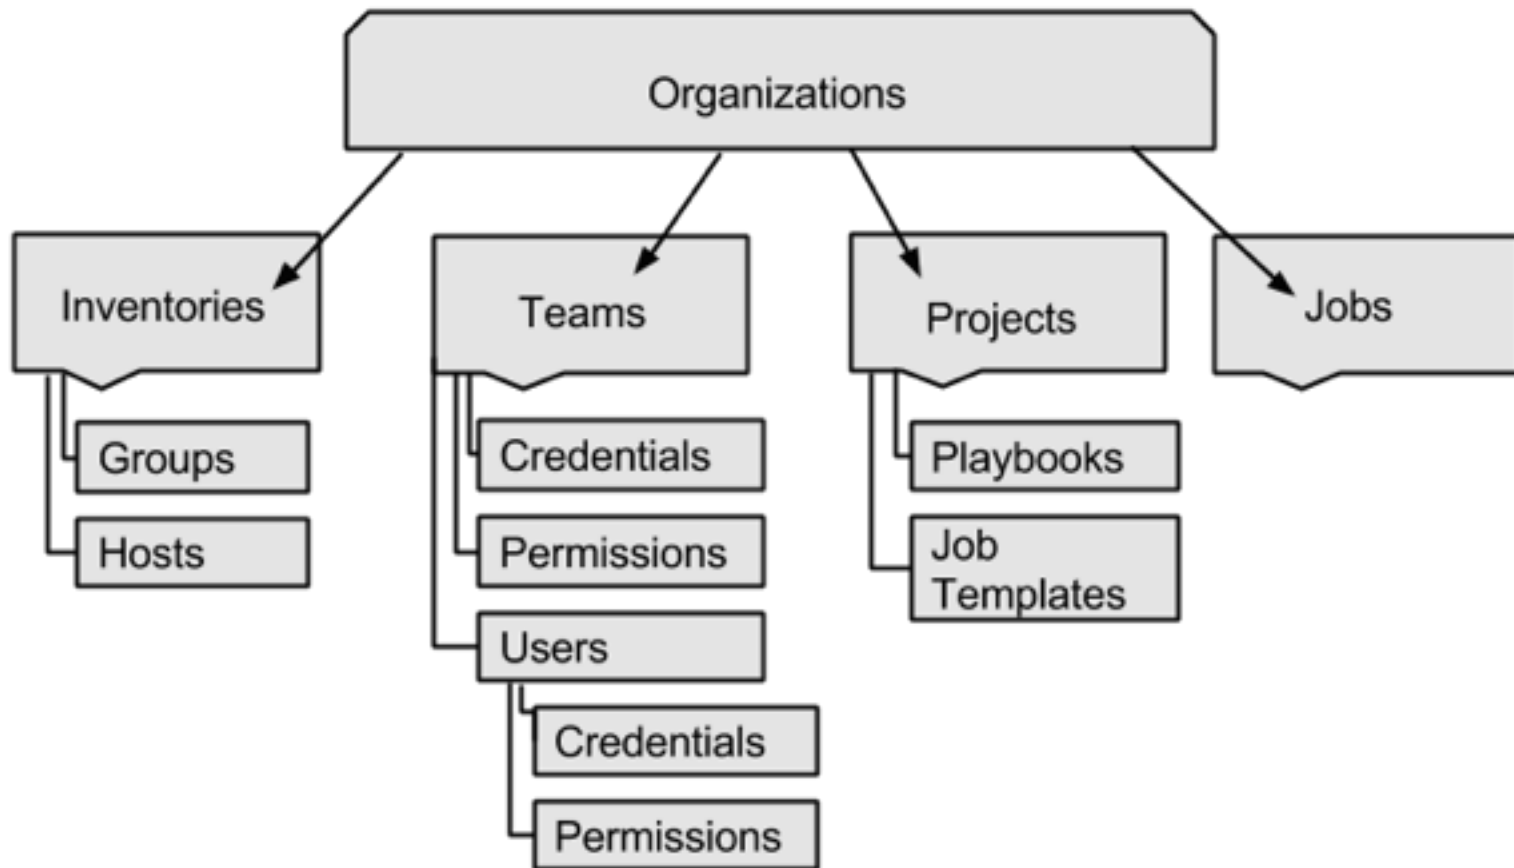 Organizations
Inventories
Teams
Projects
Jobs
Groups
Hosts
Credentials
Permissions
Users
Credentials
Permissions
Playbooks
Job
Templates